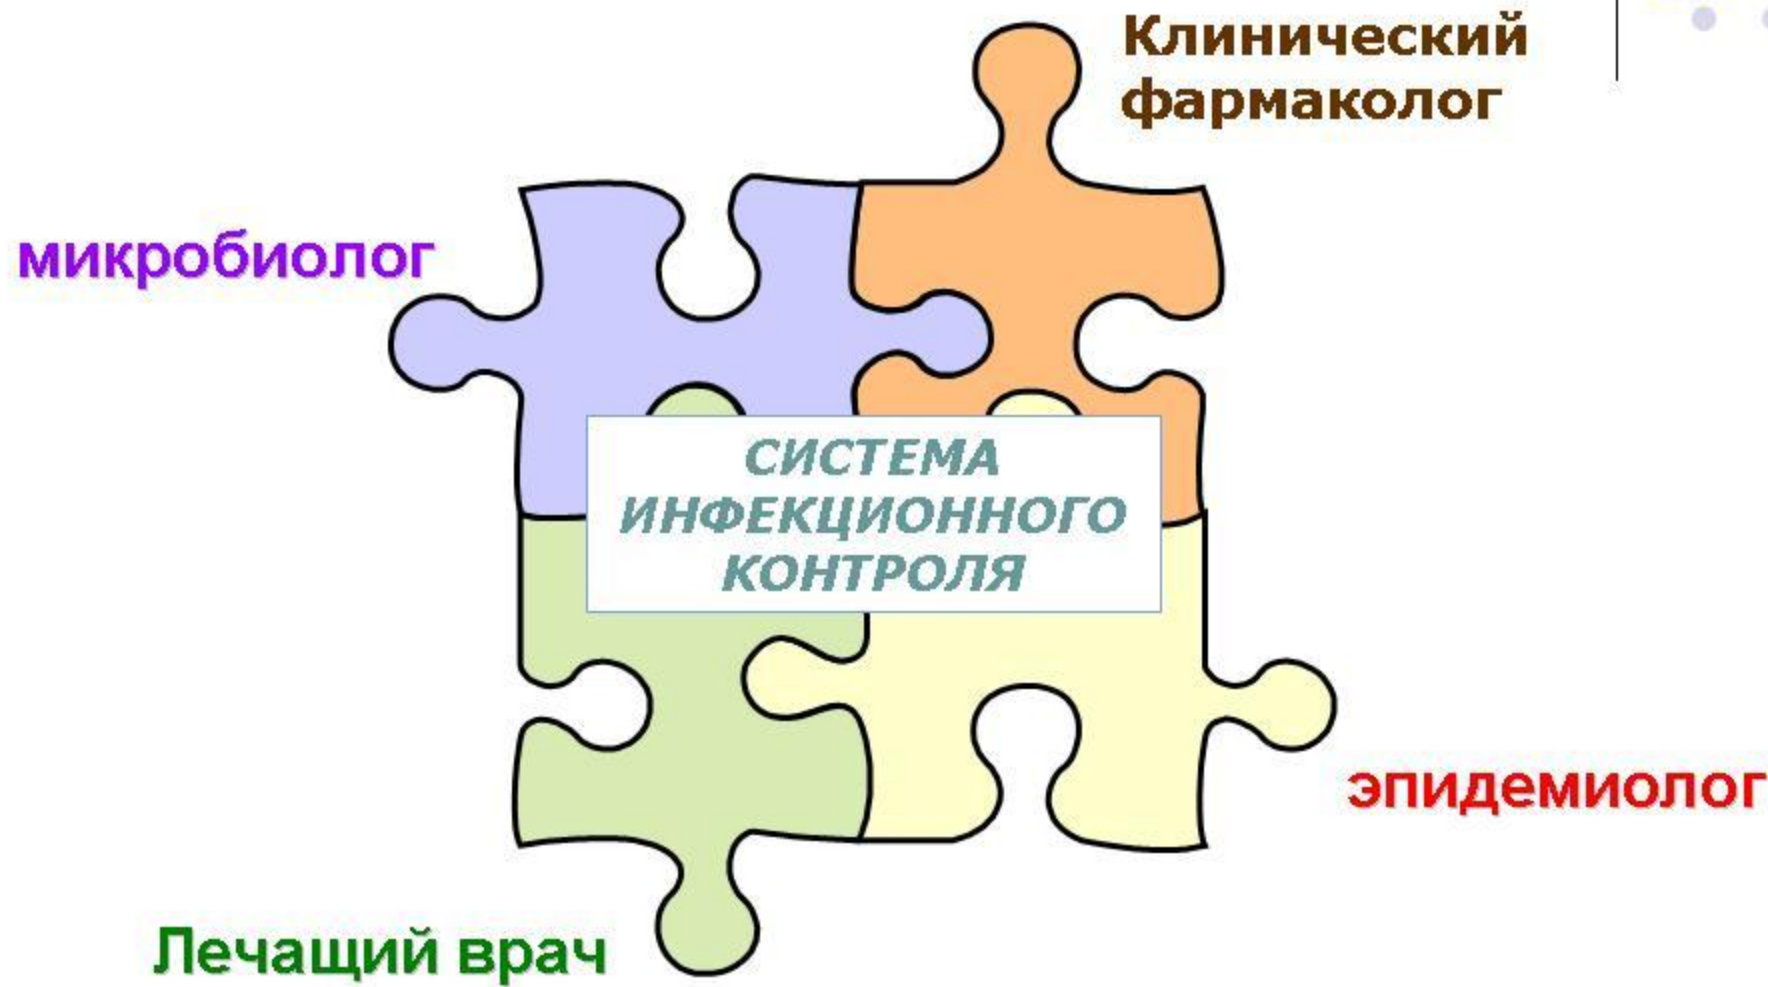 Клинический
фармаколог
микробиолог
СИСТЕМА
ИНФЕКЦИОННОГО
КОНТРОЛЯ
эпидемиолог
Лечащий врач